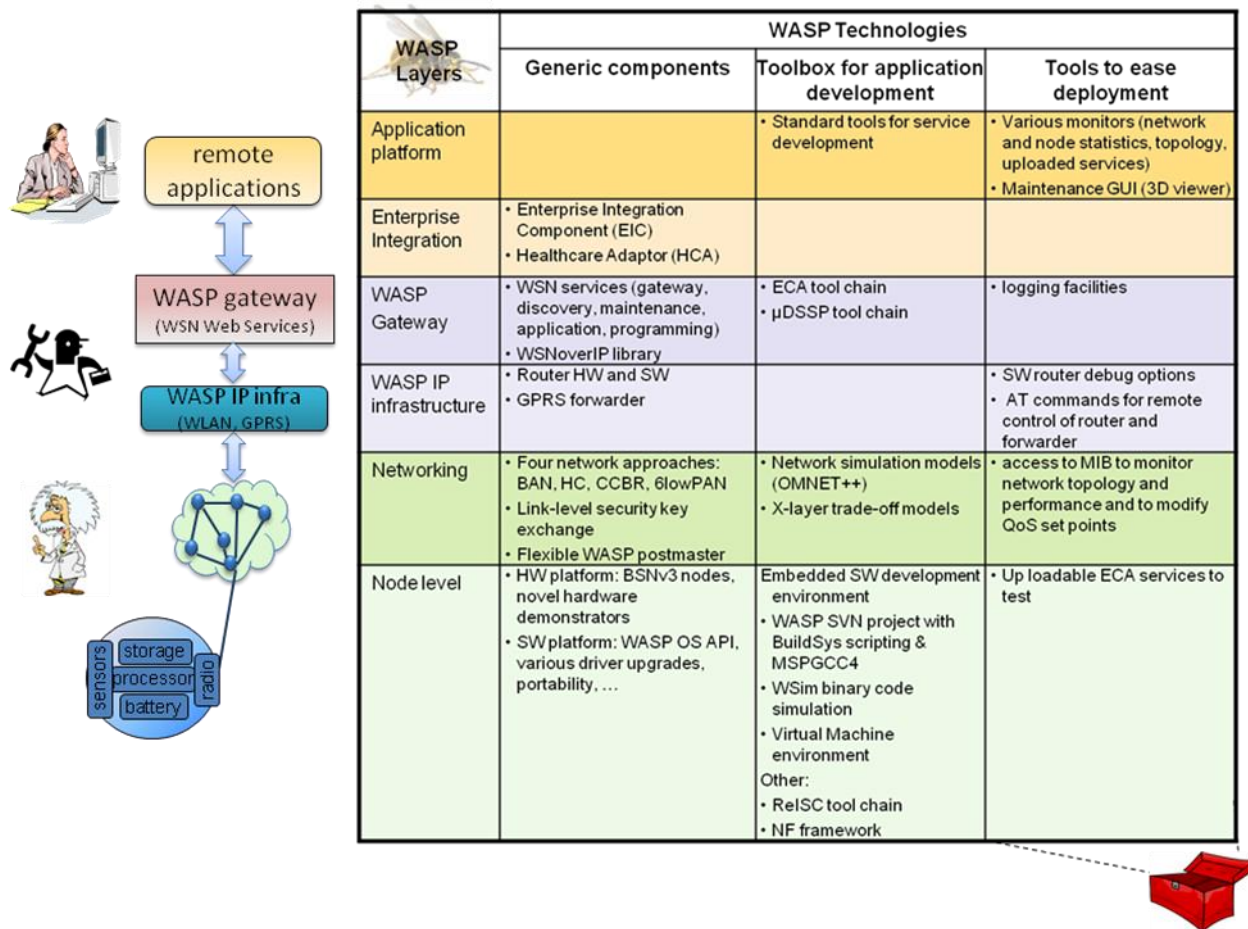 remote
applications
WASP gateway
(WSN Web Services)
WASP IP infra
(WLAN, GPRS)
sensors
storage
processor
battery
radio
WASP
Layers
WASP Technologies
Generic components
Toolbox for application
development
Tools to ease
deployment
Application
platform
• Standard tools for service
development
• Various monitors (network
and node statistics, topology,
uploaded services)
• Maintenance GUI (3D viewer)
Enterprise
Integration
• Enterprise Integration
Component (EIC)
• Healthcare Adaptor (HCA)
WASP
Gateway
• WSN services (gateway,
discovery, maintenance,
application, programming)
• WSNoverIP library
• ECA tool chain
• µDSSP tool chain
• logging facilities
WASP IP
infrastructure
• Router HW and SW
• GPRS forwarder
• SW router debug options
• AT commands for remote
control of router and
forwarder
Networking
• Four network approaches:
BAN, HC, CCBR, 6lowPAN
• Link-level security key
exchange
• Flexible WASP postmaster
• Network simulation models
(OMNET++)
• X-layer trade-off models
• access to MIB to monitor
network topology and
performance and to modify
QoS set points
Node level
• HW platform: BSNv3 nodes,
novel hardware
demonstrators
• SW platform: WASP OS API,
various driver upgrades,
portability, …
Embedded SW development
environment
• WASP SVN project with
BuildSys scripting &
MSPGCC4
• WSim binary code
simulation
• Virtual Machine
environment
Other:
• ReISC tool chain
• NF framework
• Up loadable ECA services to
test